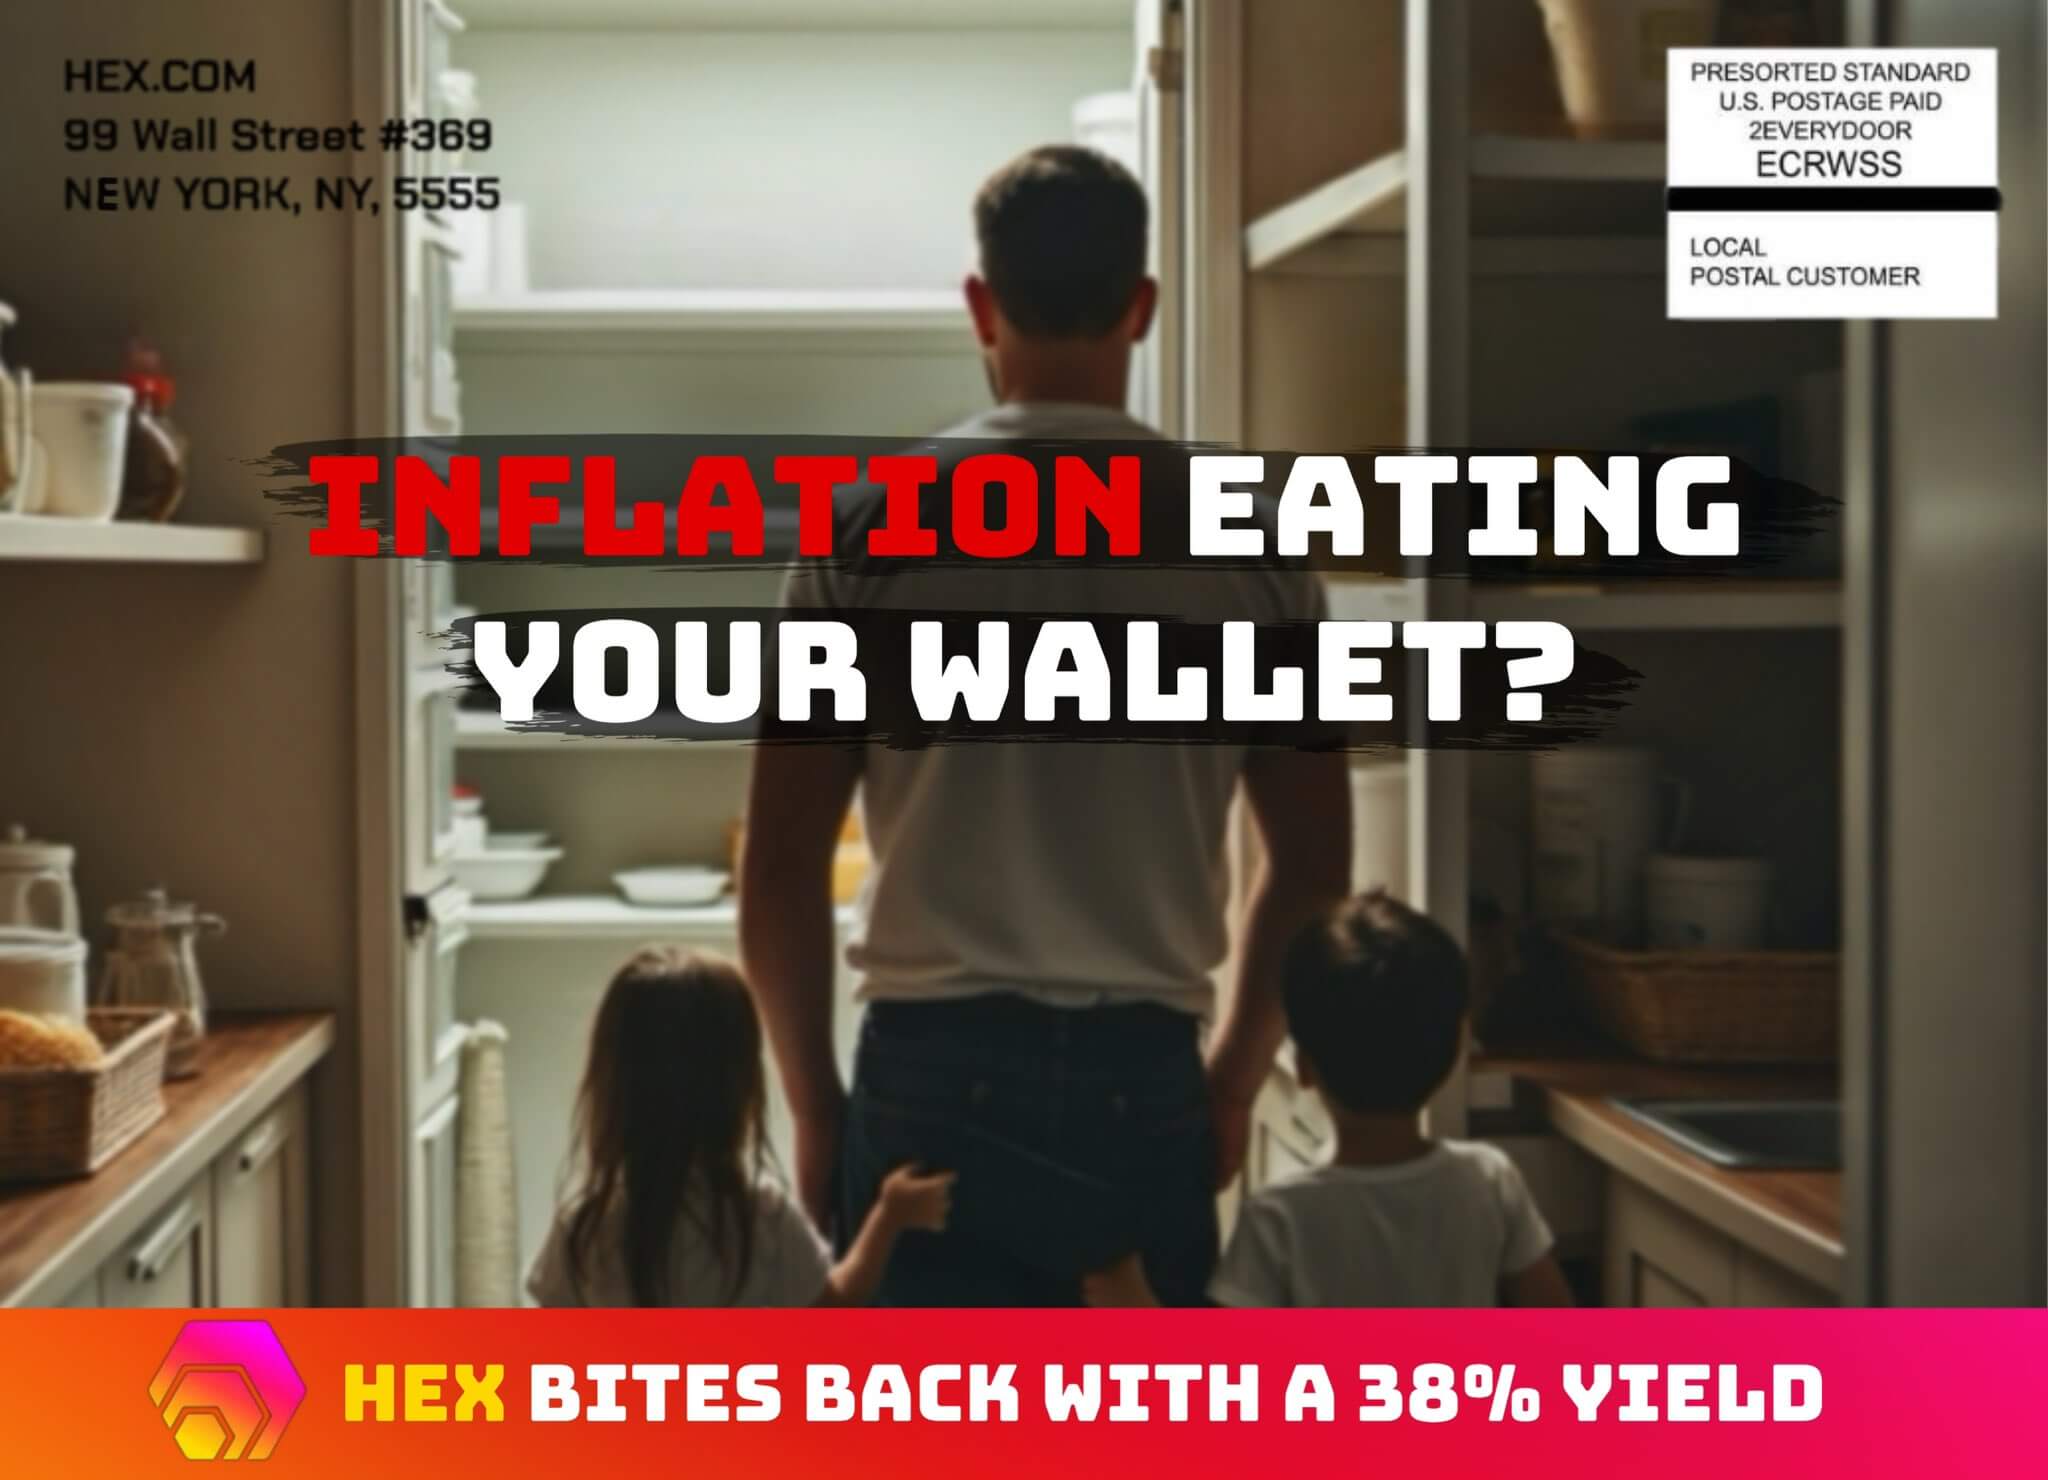 HEX.COM
99 Wall Street #369
NEW YORK, NY, 5555
PRESORTED STANDARD
U.S. POSTAGE PAID
2EVERYDOOR
ECRWSS
LOCAL
POSTAL CUSTOMER
INFLATION EATING
YOUR WALLET?
HEX BITES BACK WITH A 38% YIELD